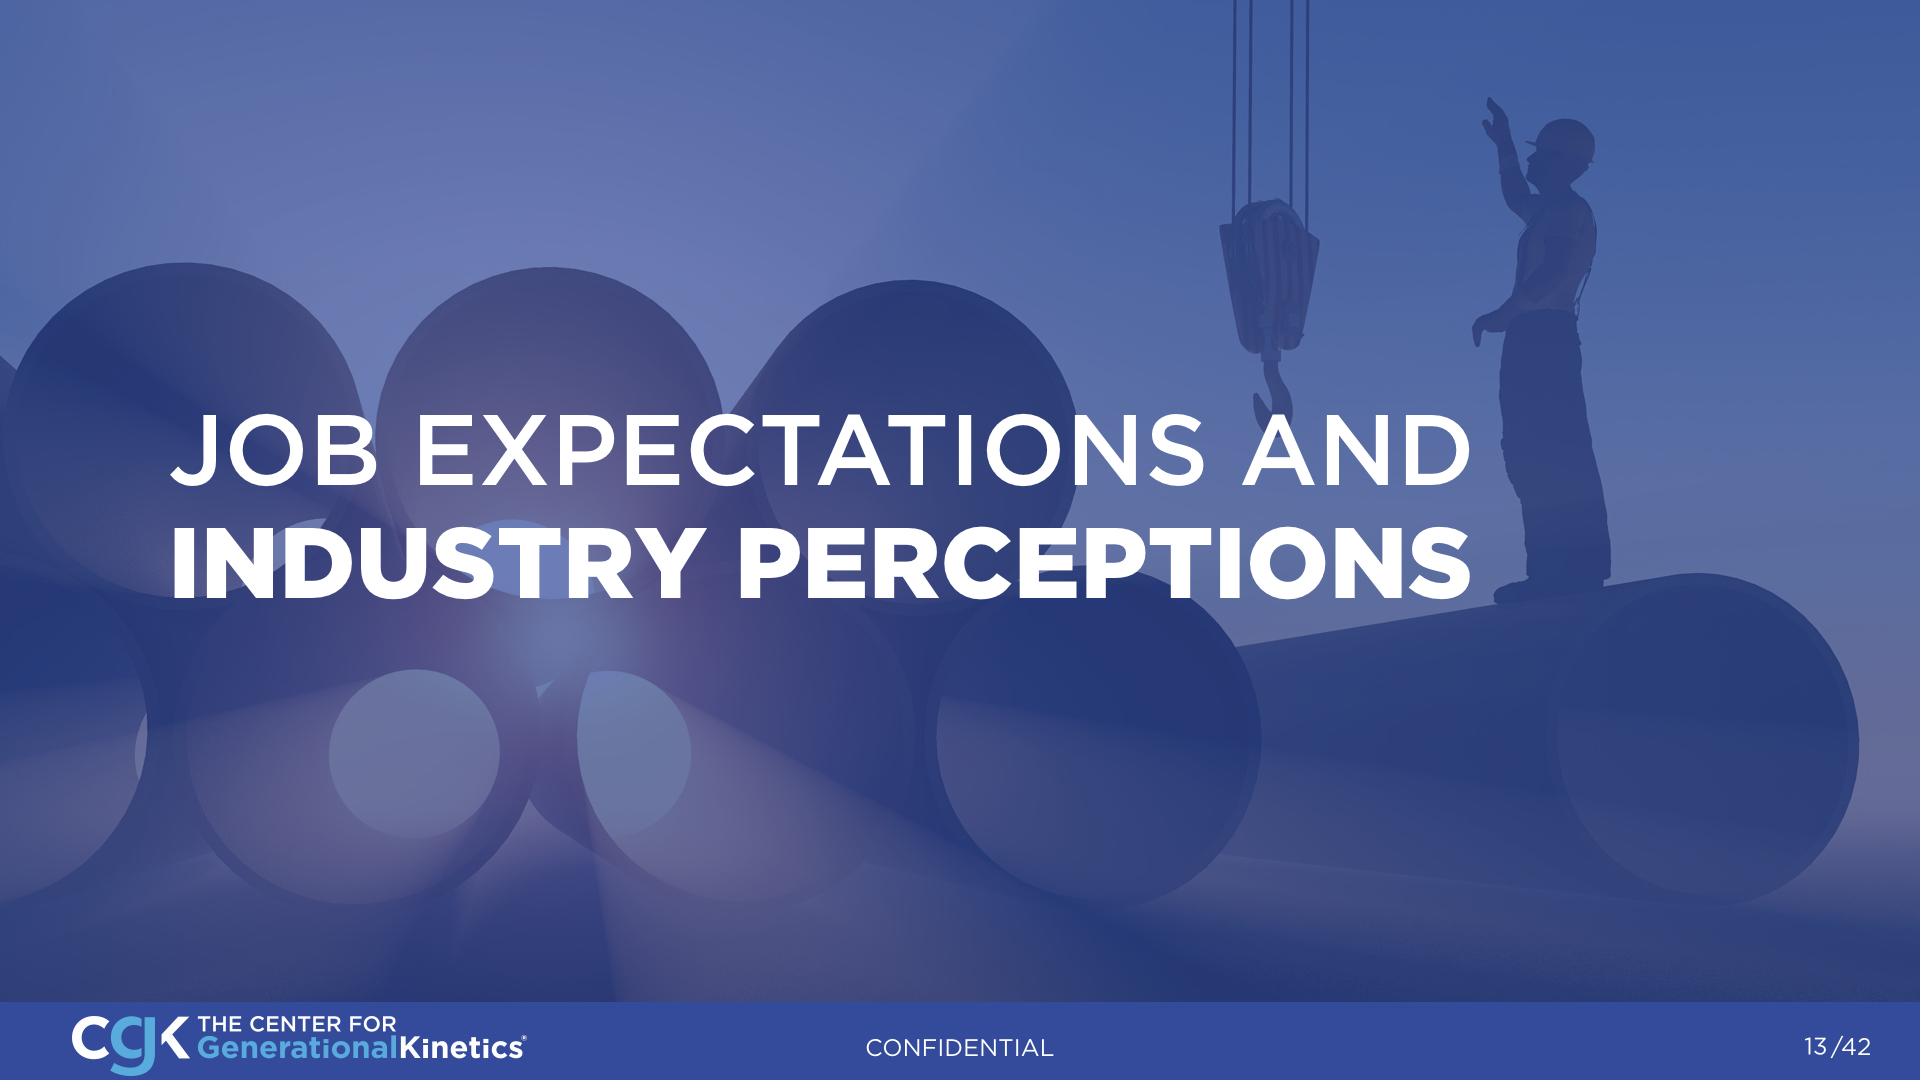 JOB EXPECTATIONS AND
INDUSTRY PERCEPTIONS
cgk THE CENTER FOR
GenerationalKinetics®
CONFIDENTIAL
13/42